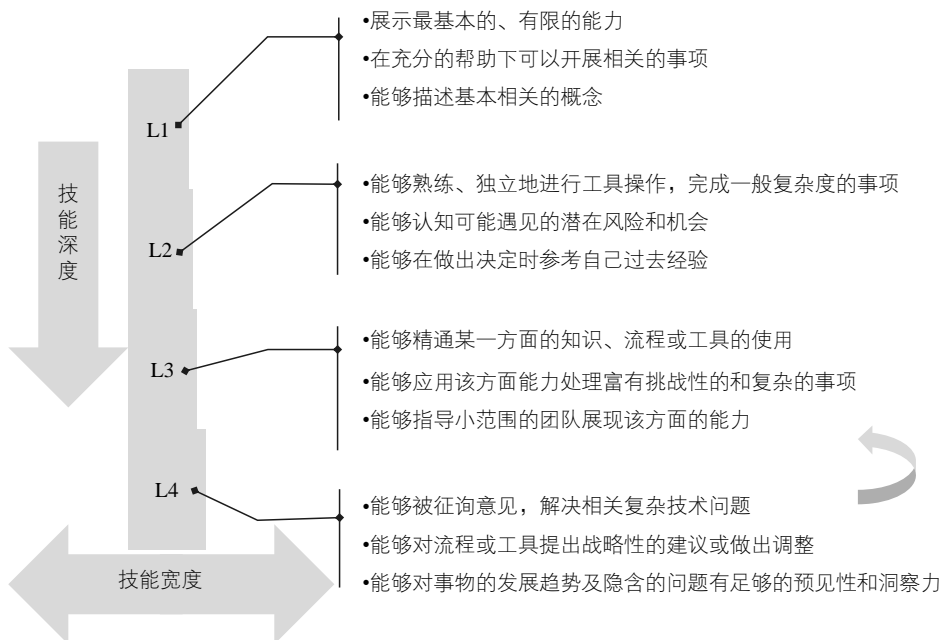 •展示最基本的、有限的能力
•在充分的帮助下可以开展相关的事项
•能够描述基本相关的概念
L1
技能深度
•能够熟练、独立地进行工具操作，完成一般复杂度的事项
•能够认知可能遇见的潜在风险和机会
•能够在做出决定时参考自己过去经验
L2
•能够精通某一方面的知识、流程或工具的使用
•能够应用该方面能力处理富有挑战性的和复杂的事项
•能够指导小范围的团队展现该方面的能力
L3
L4
•能够被征询意见，解决相关复杂技术问题
•能够对流程或工具提出战略性的建议或做出调整
•能够对事物的发展趋势及隐含的问题有足够的预见性和洞察力
技能宽度